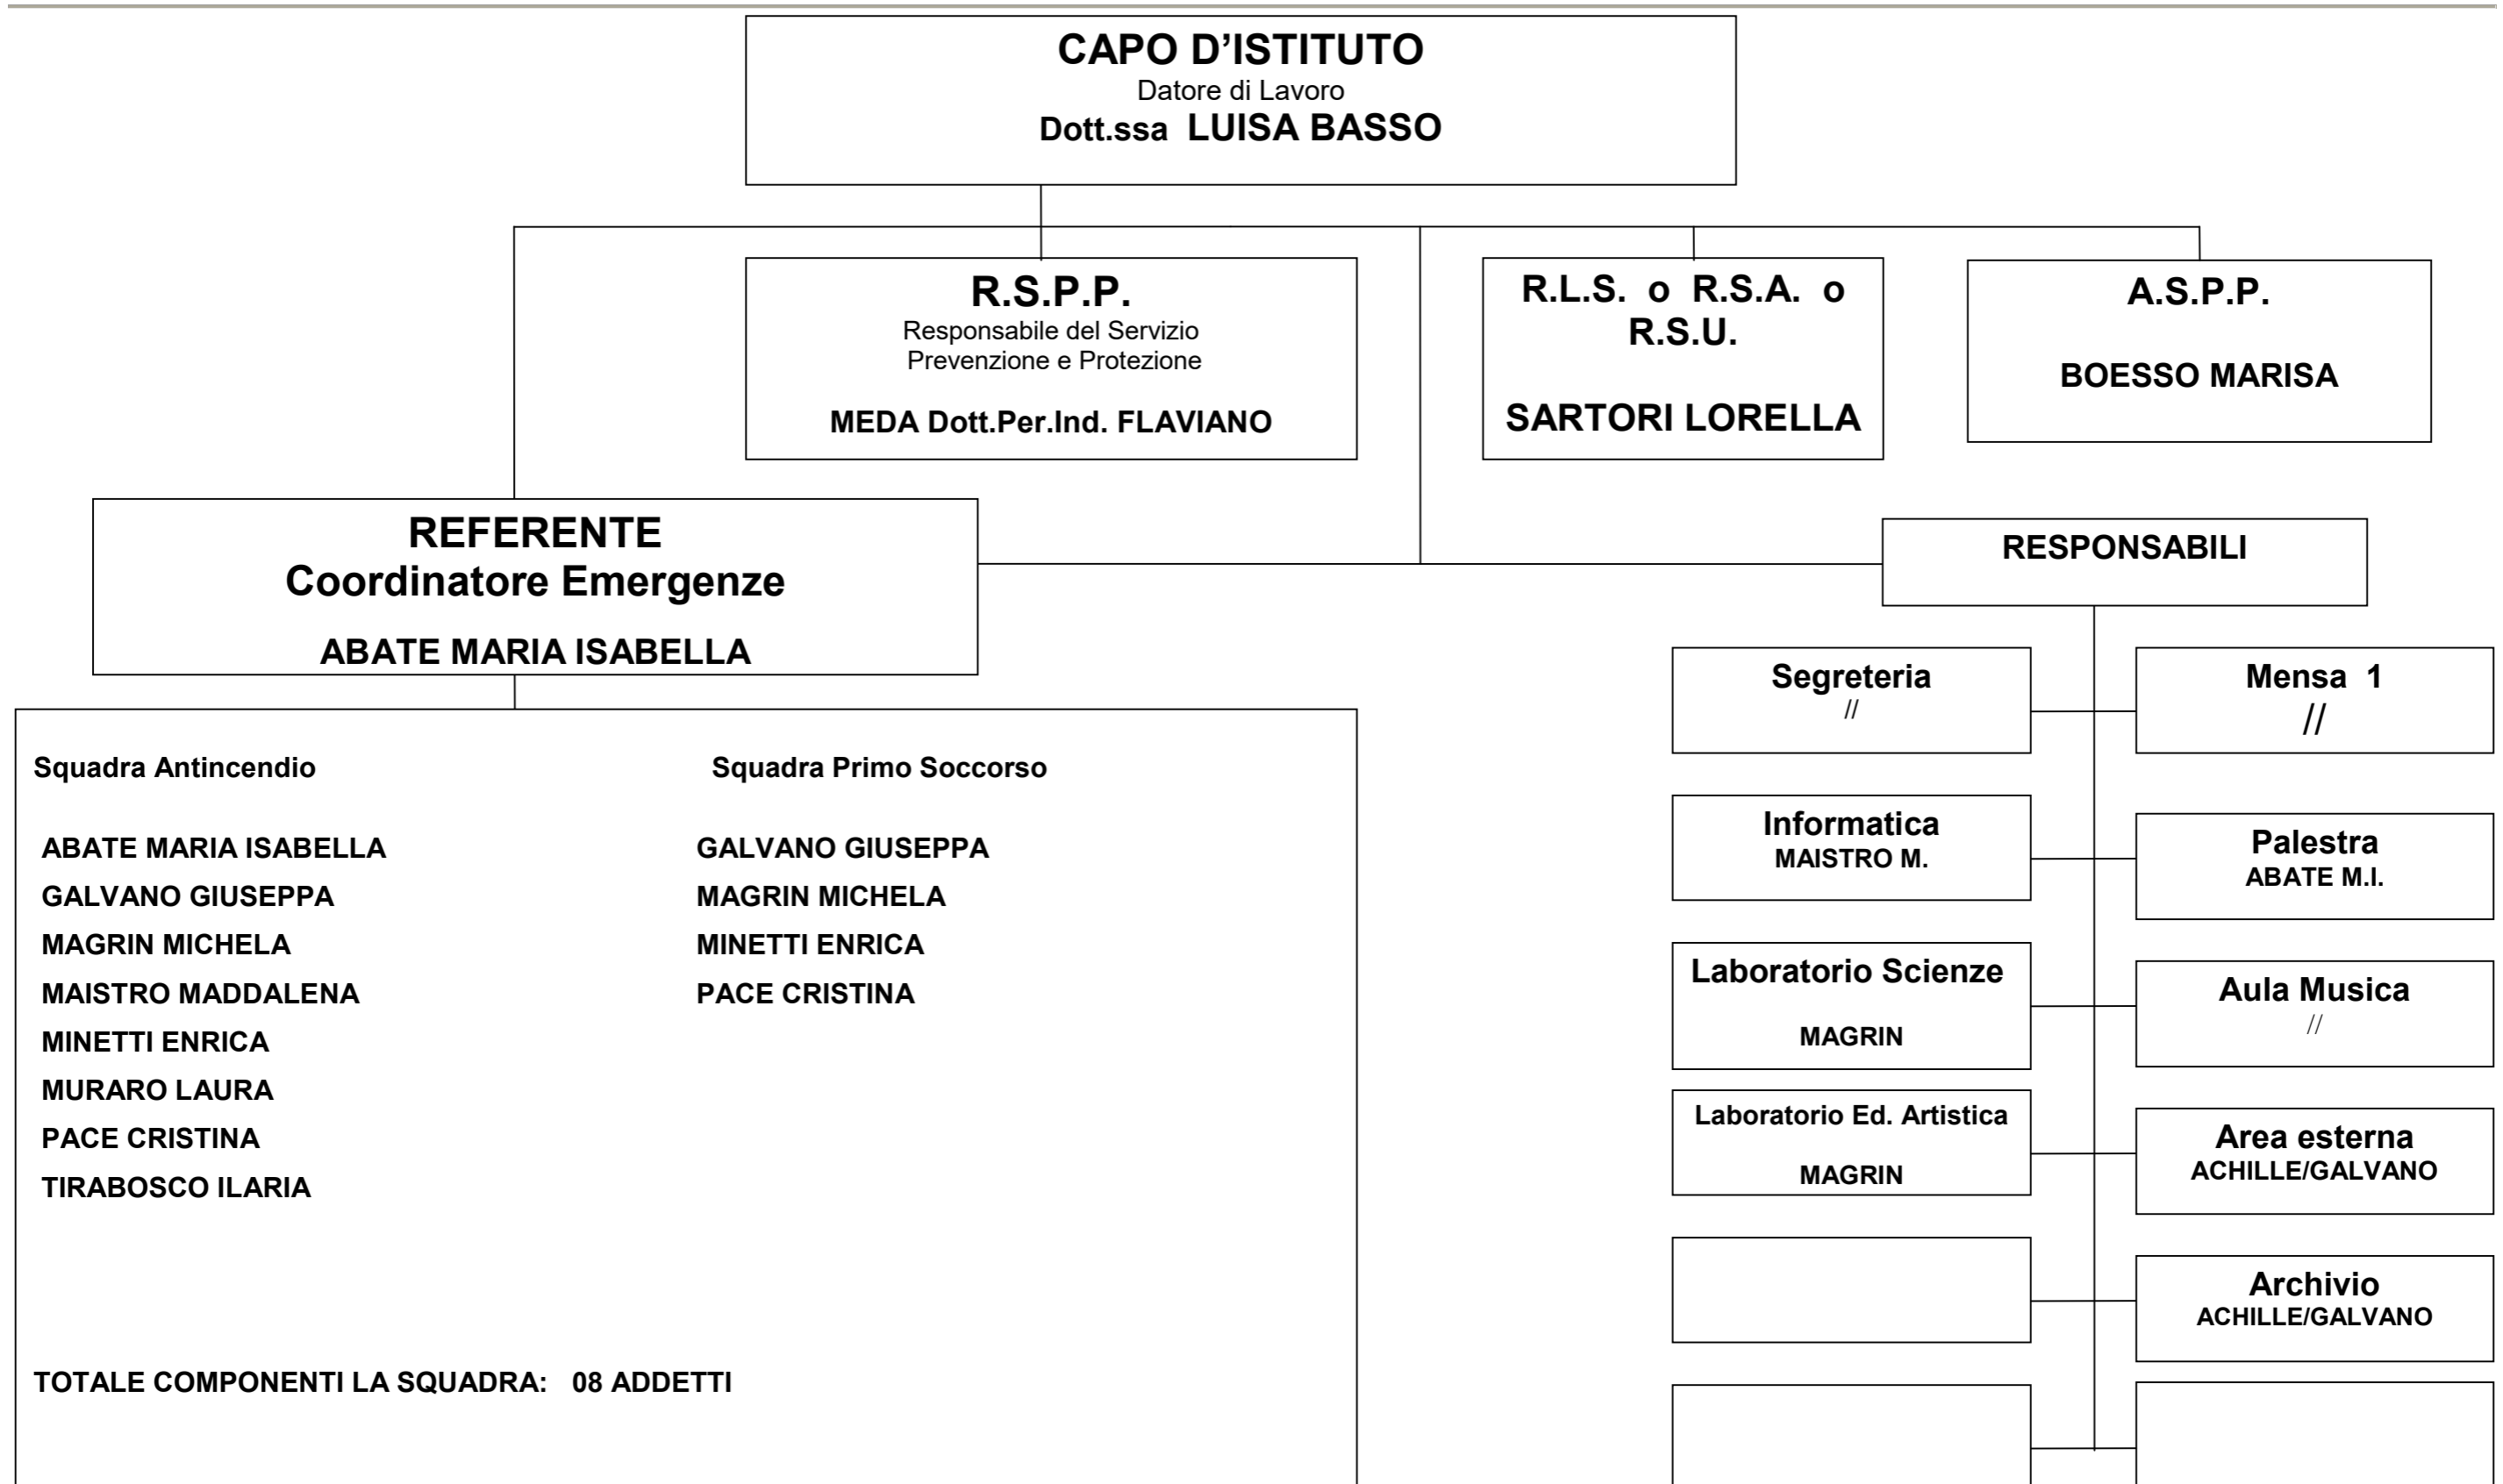 CAPO D’ISTITUTO
Datore di Lavoro
Dott.ssa LUISA BASSO
R.S.P.P.
Responsabile del Servizio
Prevenzione e Protezione
MEDA Dott.Per.Ind. FLAVIANO
R.L.S. o R.S.A. o
R.S.U.
SARTORI LORELLA
A.S.P.P.
BOESSO MARISA
REFERENTE
Coordinatore Emergenze
ABATE MARIA ISABELLA
RESPONSABILI
Squadra Antincendio
ABATE MARIA ISABELLA
GALVANO GIUSEPPA
MAGRIN MICHELA
MAISTRO MADDALENA
MINETTI ENRICA
MURARO LAURA
PACE CRISTINA
TIRABOSCO ILARIA
Squadra Primo Soccorso
GALVANO GIUSEPPA
MAGRIN MICHELA
MINETTI ENRICA
PACE CRISTINA
TOTALE COMPONENTI LA SQUADRA: 08 ADDETTI
Segreteria
//
Mensa 1
//
Informatica
MAISTRO M.
Palestra
ABATE M.I.
Laboratorio Scienze
MAGRIN
Aula Musica
//
Laboratorio Ed. Artistica
MAGRIN
Area esterna
ACHILLE/GALVANO
Archivio
ACHILLE/GALVANO